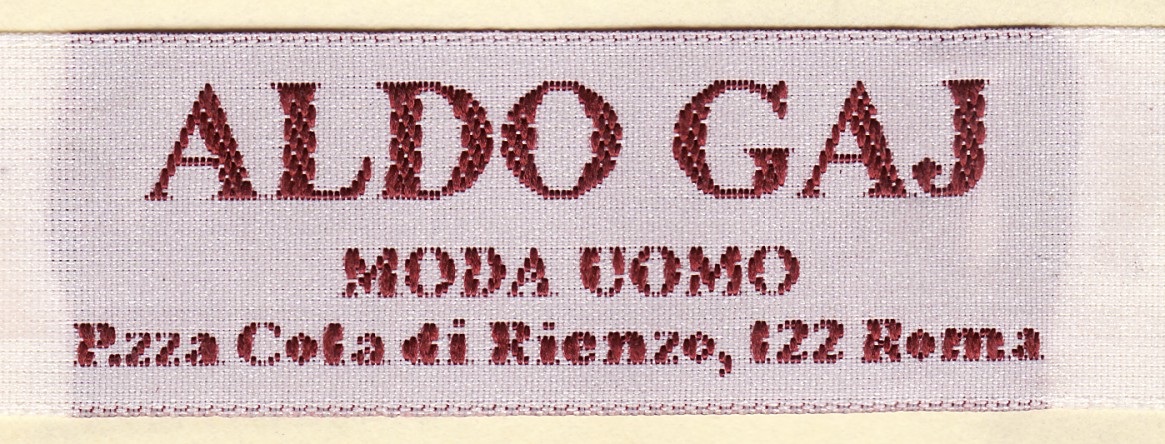 ALDO GAJ
MODA UOMO
P.zza Cola di Rienzo, 122 Roma